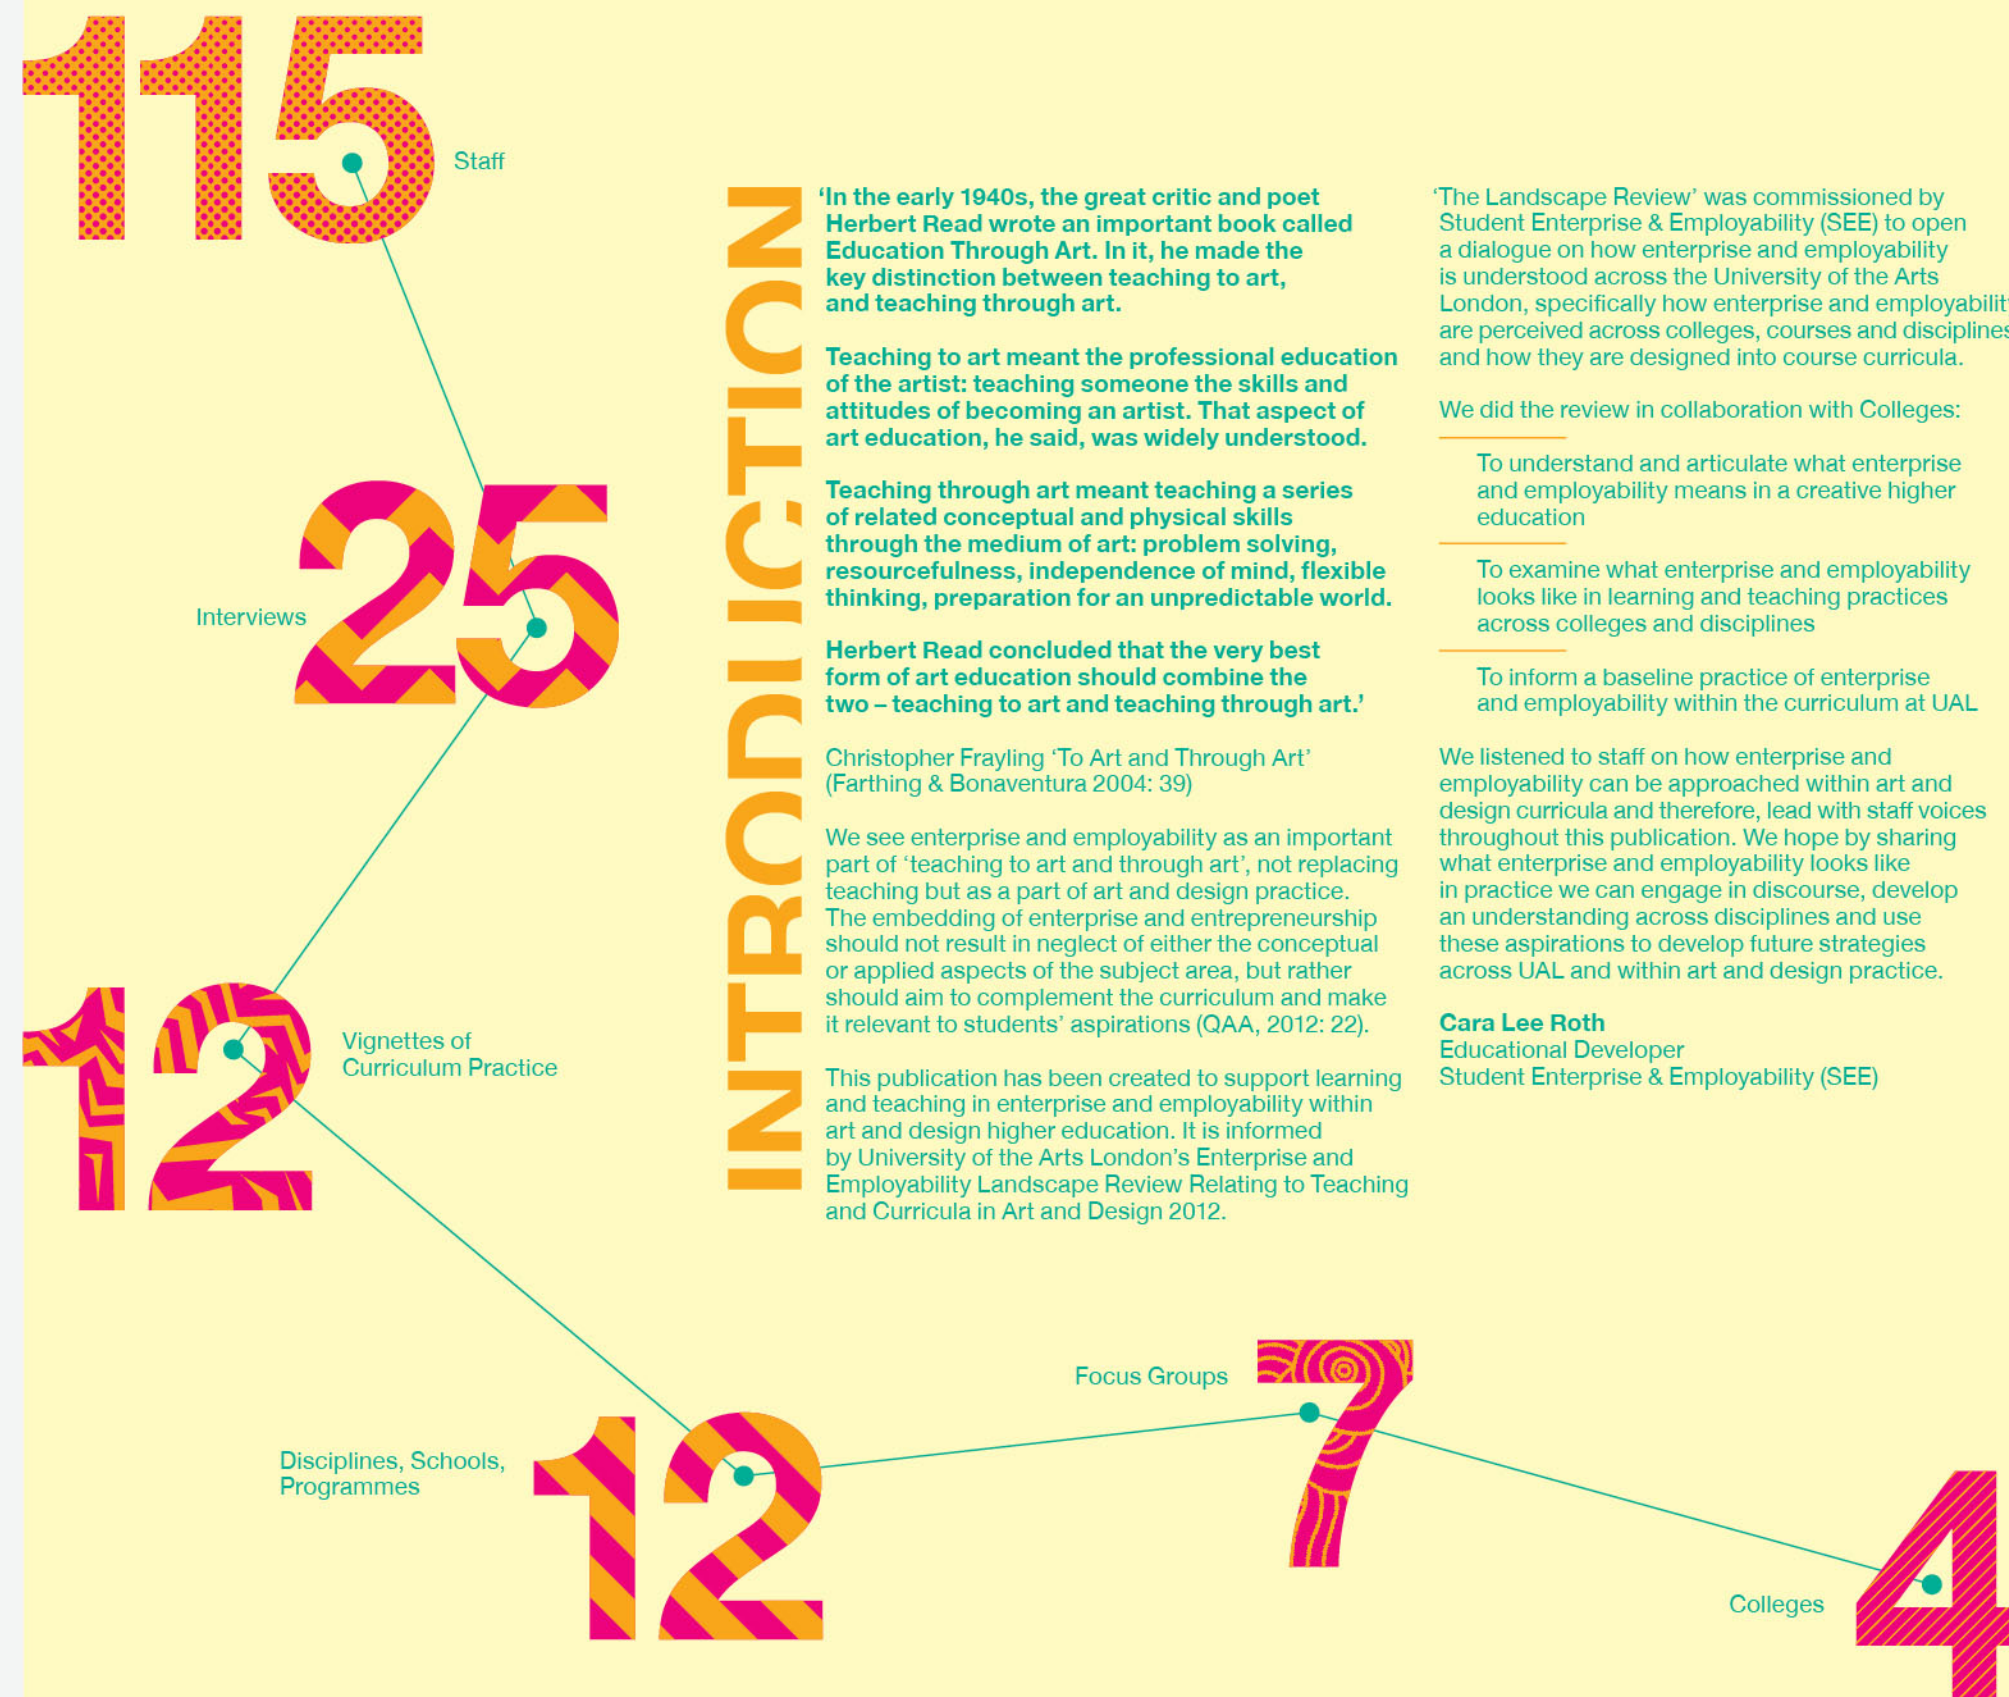 115
Staff
25
Interviews
12
Vignettes of
Curriculum Practice
12
Disciplines, Schools,
Programmes
7
Focus Groups
4
Colleges
INTRODUCTION
‘In the early 1940s, the great critic and poet
Herbert Read wrote an important book called
Education Through Art. In it, he made the
key distinction between teaching to art,
and teaching through art.
Teaching to art meant the professional education
of the artist: teaching someone the skills and
attitudes of becoming an artist. That aspect of
art education, he said, was widely understood.
Teaching through art meant teaching a series
of related conceptual and physical skills
through the medium of art: problem solving,
resourcefulness, independence of mind, flexible
thinking, preparation for an unpredictable world.
Herbert Read concluded that the very best
form of art education should combine the
two – teaching to art and teaching through art.’
Christopher Frayling ‘To Art and Through Art’
(Farthing & Bonaventura 2004: 39)
We see enterprise and employability as an important
part of ‘teaching to art and through art’, not replacing
teaching but as a part of art and design practice.
The embedding of enterprise and entrepreneurship
should not result in neglect of either the conceptual
or applied aspects of the subject area, but rather
should aim to complement the curriculum and make
it relevant to students’ aspirations (QAA, 2012: 22).
This publication has been created to support learning
and teaching in enterprise and employability within
art and design higher education. It is informed
by University of the Arts London’s Enterprise and
Employability Landscape Review Relating to Teaching
and Curricula in Art and Design 2012.
‘The Landscape Review’ was commissioned by
Student Enterprise & Employability (SEE) to open
a dialogue on how enterprise and employability
is understood across the University of the Arts
London, specifically how enterprise and employability
are perceived across colleges, courses and disciplines
and how they are designed into course curricula.
We did the review in collaboration with Colleges:
To understand and articulate what enterprise
and employability means in a creative higher
education
To examine what enterprise and employability
looks like in learning and teaching practices
across colleges and disciplines
To inform a baseline practice of enterprise
and employability within the curriculum at UAL
We listened to staff on how enterprise and
employability can be approached within art and
design curricula and therefore, lead with staff voices
throughout this publication. We hope by sharing
what enterprise and employability looks like
in practice we can engage in discourse, develop
an understanding across disciplines and use
these aspirations to develop future strategies
across UAL and within art and design practice.
Cara Lee Roth
Educational Developer
Student Enterprise & Employability (SEE)